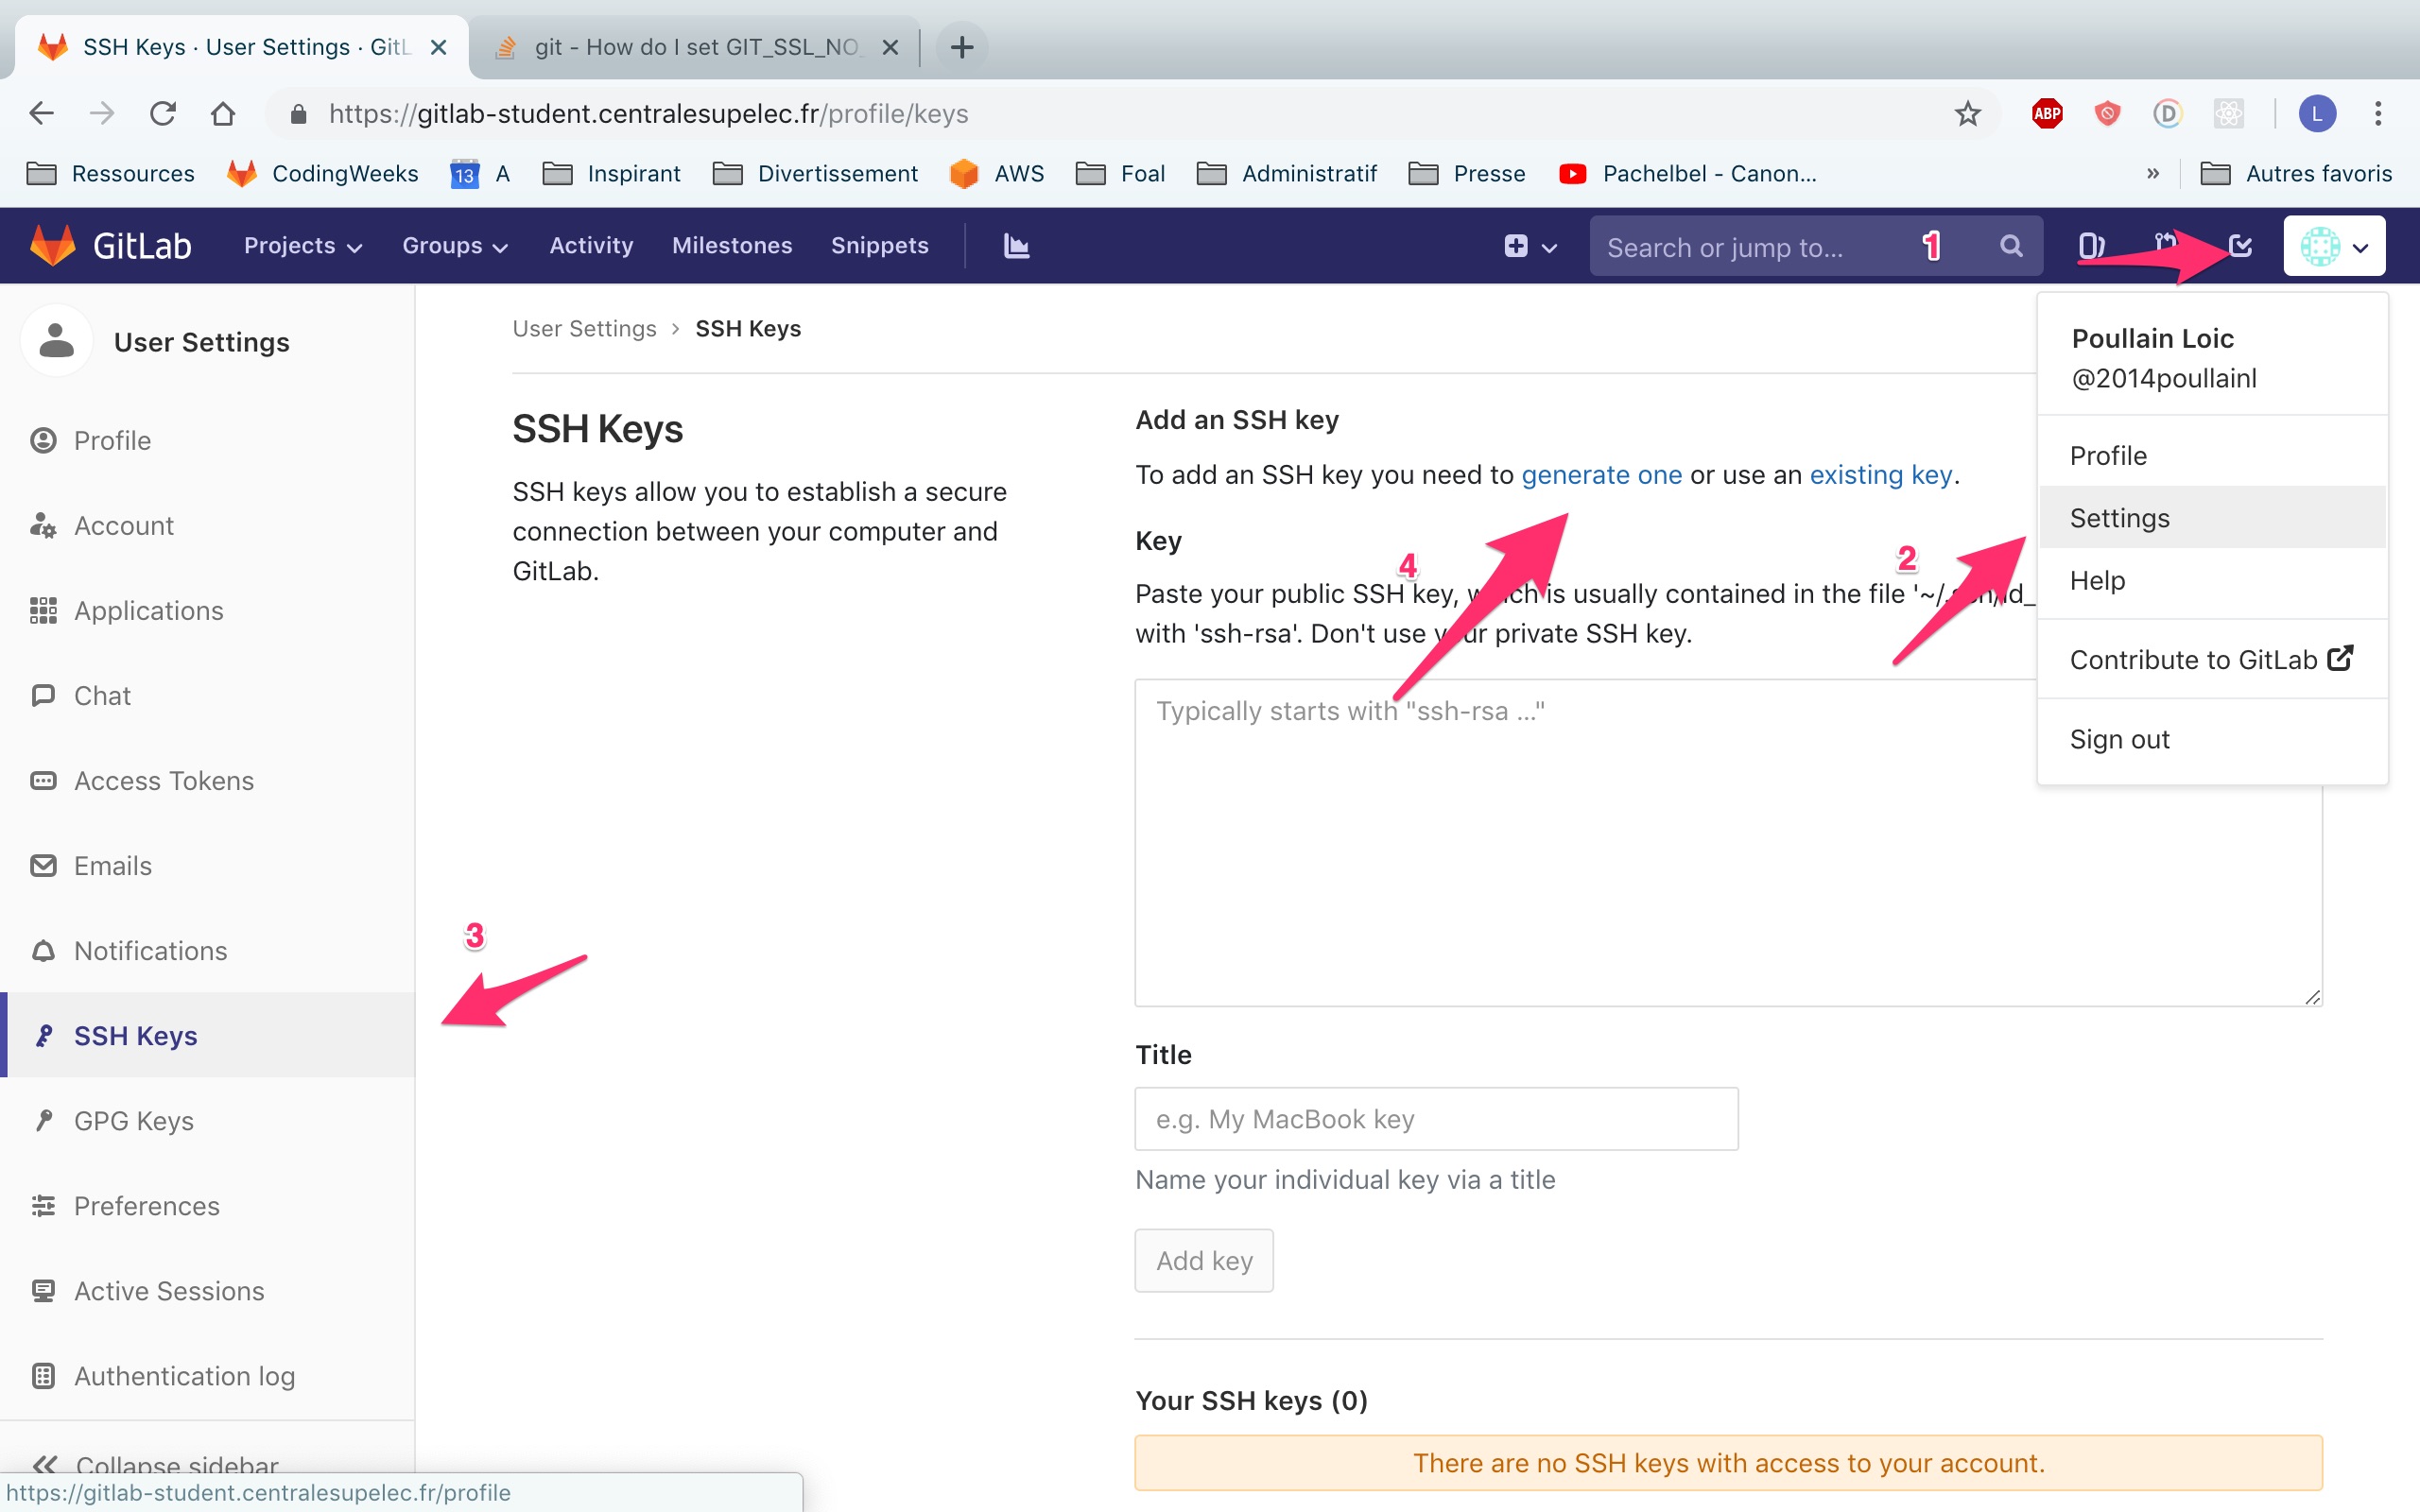 SSH Keys · User Settings · GitL
git - How do I set GIT_SSL_NO_
https://gitlab-student.centralesupelec.fr/profile/keys
ABP
D
L
Ressources
CodingWeeks
13
A
Inspirant
Divertissement
AWS
Foal
Administratif
Presse
Pachelbel - Canon...
»
Autres favoris
GitLab
Projects
Groups
Activity
Milestones
Snippets
Search or jump to...
1
User Settings
User Settings › SSH Keys
Poullain Loic
@2014poullainl
Profile
Settings
Help
Contribute to GitLab
Sign out
Profile
Account
Applications
Chat
Access Tokens
Emails
Notifications
SSH Keys
GPG Keys
Preferences
Active Sessions
Authentication log
Collapse sidebar
https://gitlab-student.centralesupelec.fr/profile
SSH Keys
SSH keys allow you to establish a secure
connection between your computer and
GitLab.
3
Add an SSH key
To add an SSH key you need to generate one or use an existing key.
Key
4
2
Paste your public SSH key, which is usually contained in the file '~/.ssh/id_
with 'ssh-rsa'. Don't use your private SSH key.
Typically starts with "ssh-rsa ..."
Title
e.g. My MacBook key
Name your individual key via a title
Add key
Your SSH keys (0)
There are no SSH keys with access to your account.